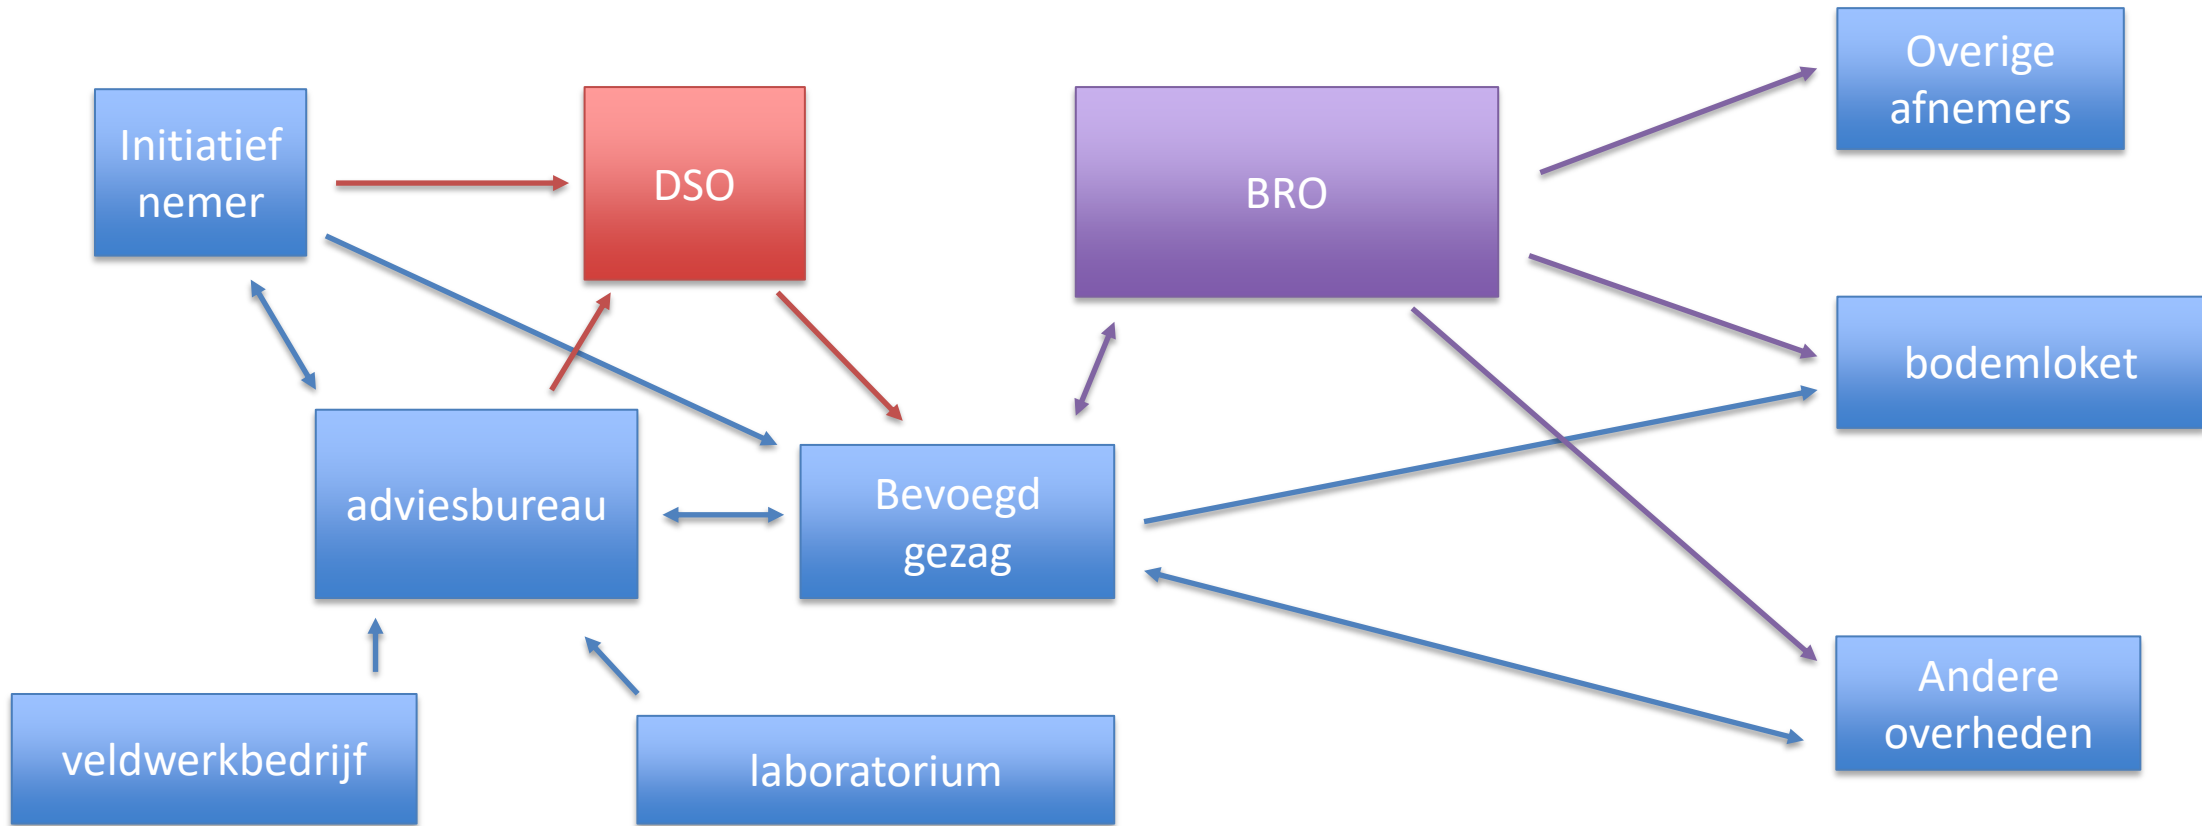 Initiatief
nemer
DSO
BRO
Overige
afnemers
bodemloket
adviesbureau
Bevoegd
gezag
Andere
overheden
veldwerkbedrijf
laboratorium